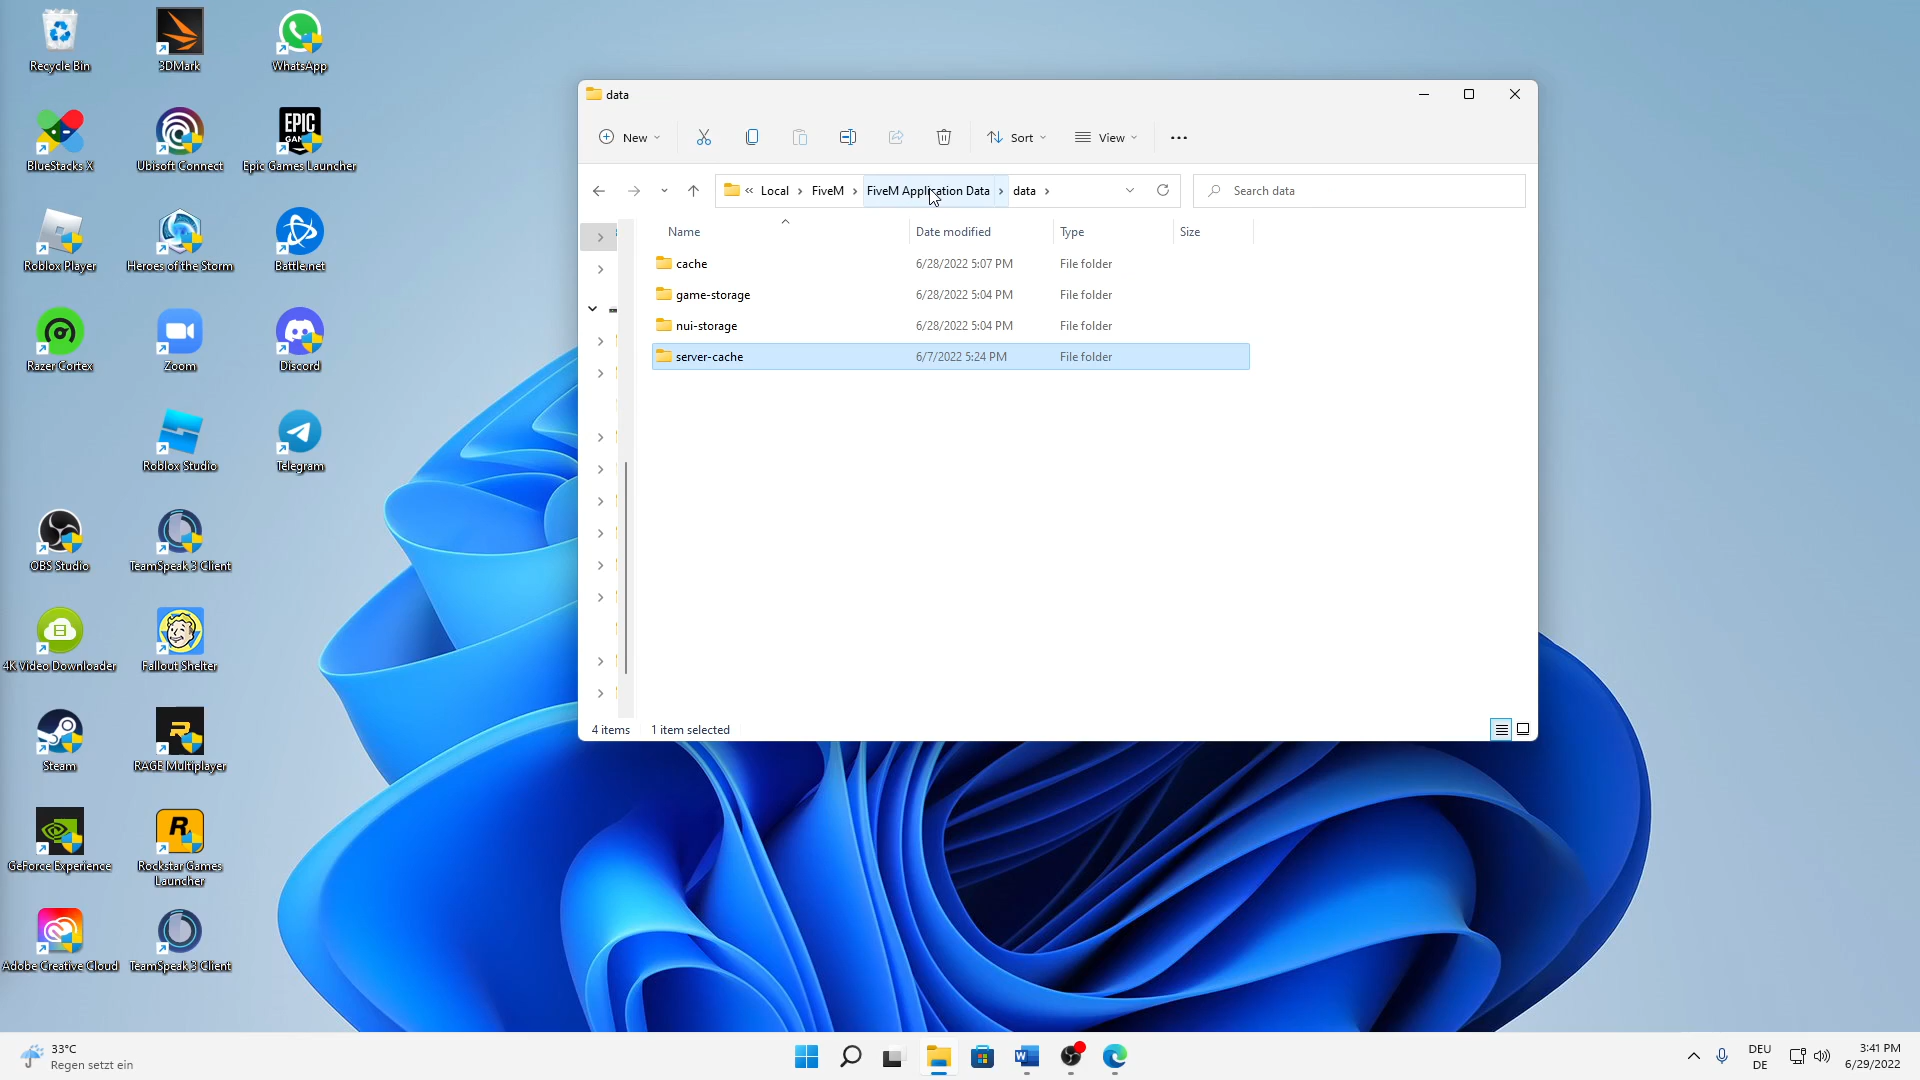 Recycle Bin
3DMark
WhatsApp
BlueStacks X
Ubisoft Connect
EPIC
GAMES
Epic Games Launcher
Roblox Player
Heroes of the Storm
Battle.net
Razer Cortex
Zoom
Discord
Roblox Studio
Telegram
OBS Studio
TeamSpeak 3 Client
4K Video Downloader
Fallout Shelter
Steam
RAGE Multiplayer
GeForce Experience
Rockstar Games
Launcher
Adobe Creative Cloud
TeamSpeak 3 Client
data
New
Sort
View
« Local > FiveM > FiveM Application Data > data >
Search data
Name
Date modified
Type
Size
cache 6/28/2022 5:07 PM File folder
game-storage 6/28/2022 5:04 PM File folder
nui-storage 6/28/2022 5:04 PM File folder
server-cache 6/7/2022 5:24 PM File folder
4 items
1 item selected
33°C
Regen setzt ein
DEU
DE
3:41 PM
6/29/2022